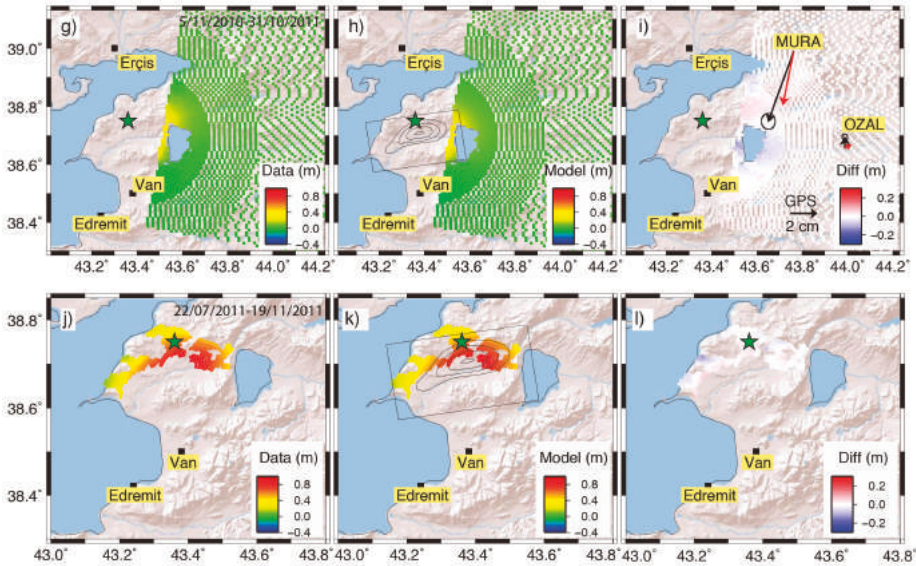 g)
5/11/2010-31/10/2011
39.0˚
38.8˚
38.6˚
38.4˚
Erçis
Van
Edremit
Data (m)
0.8
0.4
0.0
−0.4
43.2˚ 43.4˚ 43.6˚ 43.8˚ 44.0˚ 44.2˚
h)
Erçis
Van
Edremit
Model (m)
0.8
0.4
0.0
−0.4
43.2˚ 43.4˚ 43.6˚ 43.8˚ 44.0˚ 44.2˚
i)
MURA
Erçis
OZAL
Van
Edremit
GPS
2 cm
Diff (m)
0.2
0.0
−0.2
43.2˚ 43.4˚ 43.6˚ 43.8˚ 44.0˚ 44.2˚
j)
22/07/2011-19/11/2011
38.8˚
38.6˚
38.4˚
Van
Edremit
Data (m)
0.8
0.4
0.0
−0.4
43.0˚ 43.2˚ 43.4˚ 43.6˚ 43.8˚
k)
Van
Edremit
Model (m)
0.8
0.4
0.0
−0.4
43.0˚ 43.2˚ 43.4˚ 43.6˚ 43.8˚
l)
Van
Edremit
Diff (m)
0.2
0.0
−0.2
43.0˚ 43.2˚ 43.4˚ 43.6˚ 43.8˚